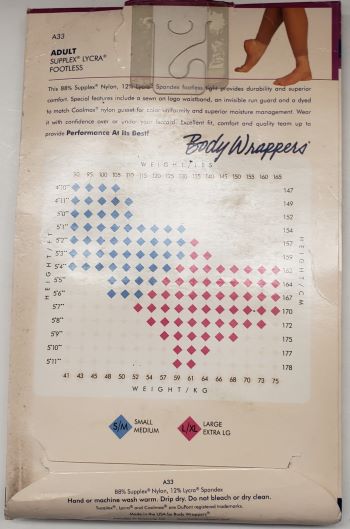 A33
ADULT
SUPPLEX® LYCRA®
FOOTLESS
This 88% Supplex® Nylon, 12% Lycra® Spandex footless tight provides durability and superior
comfort. Special features include a sewn on logo waistband, an invisible run guard and a dyed
to match Coolmax® nylon gusset for color uniformity and superior moisture management. Wear
it with confidence over or under your leotard. Excellent fit, comfort and quality team up to
provide Performance At Its Best!
Body Wrappers®
WEIGHT/LBS
90 95 100 105 110 115 120 125 130 135 140 145 150 155 160 165
4'10" 147
4'11" 149
5'0" 152
5'1" 154
5'2"
5'3" 159
5'4" 162
5'5" 164
5'6" 167
5'7" 170
5'8" 172
5'9" 175
5'10" 177
5'11" 178
HEIGHT/FT
HEIGHT/CM
41 43 45 48 50 52 54 57 59 61 64 66 68 70 73 75
WEIGHT/KG
S/M SMALL
MEDIUM
L/XL LARGE
EXTRA LG
A33
88% Supplex® Nylon, 12% Lycra® Spandex
Hand or machine wash warm. Drip dry. Do not bleach or dry clean.
Supplex®, Lycra® and Coolmax® are DuPont registered trademarks.
Made in the USA for Body Wrappers®